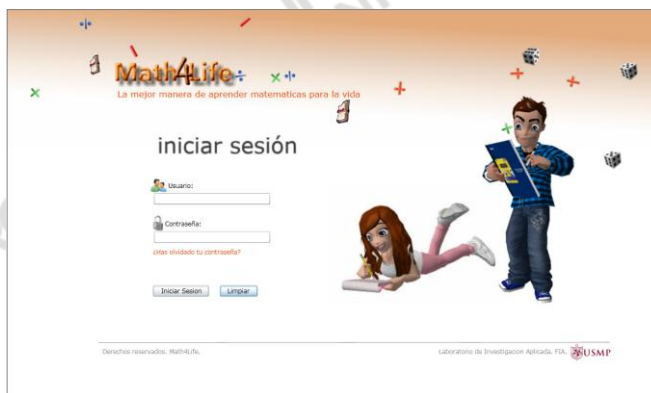 Math4Life
La mejor manera de aprender matematicas para la vida
iniciar sesión
Usuario:
Contraseña:
¿Has olvidado tu contraseña?
Iniciar Sesion Limpiar
Derechos reservados. Math4Life, Laboratorio de Investigacon Aplicada, FIA. USMP